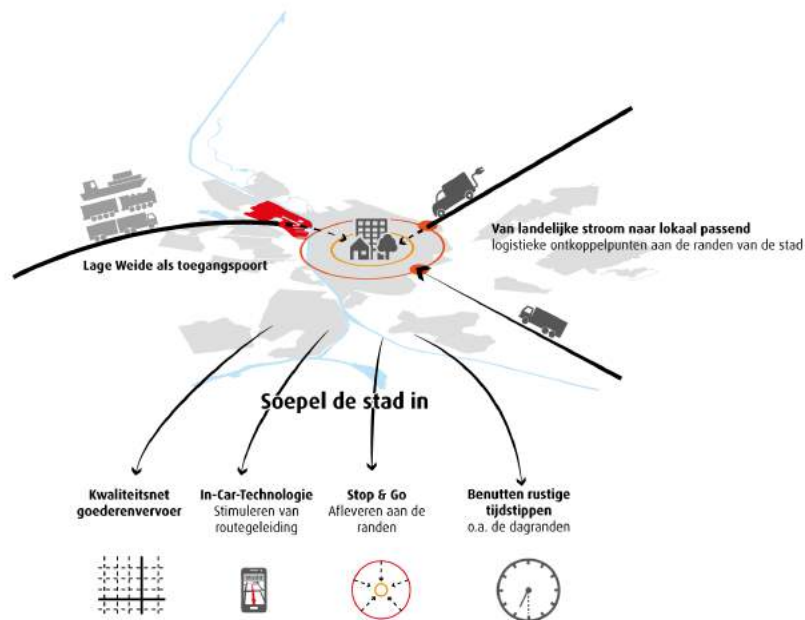 Van landelijke stroom naar lokaal passend
logistieke ontkoppelpunten aan de randen van de stad
Lage Weide als toegangspoort
Soepel de stad in
Kwaliteitsnet
goederenvervoer
In-Car-Technologie
Stimuleren van
routegeleiding
Stop & Go
Afleveren aan de
randen
Benutten rustige
tijdstippen
o.a. de dagranden